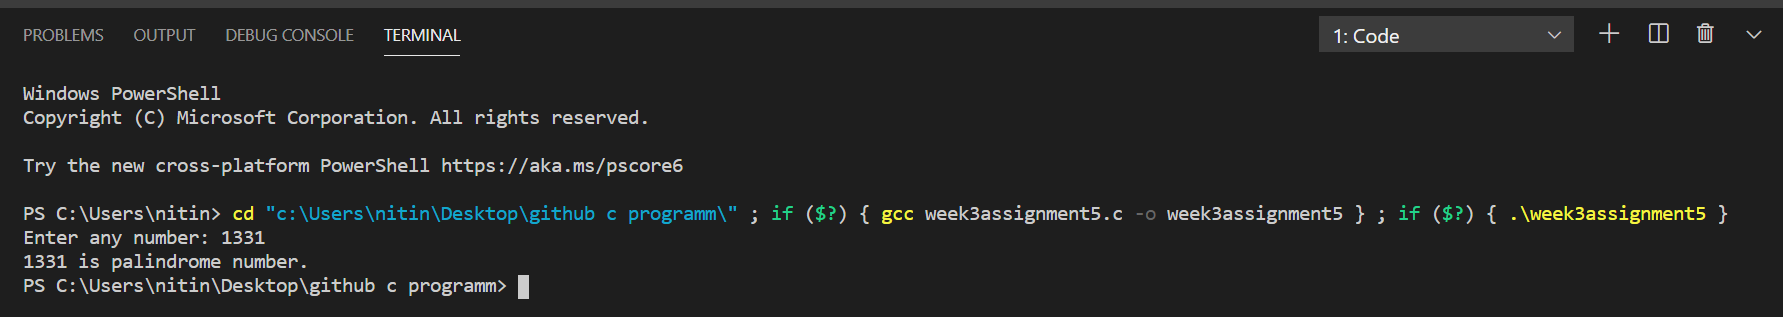 PROBLEMS OUTPUT DEBUG CONSOLE TERMINAL 1: Code
Windows PowerShell
Copyright (C) Microsoft Corporation. All rights reserved.
Try the new cross-platform PowerShell https://aka.ms/pscore6
PS C:\Users\nitin> cd "c:\Users\nitin\Desktop\github c programm\" ; if ($?) { gcc week3assignment5.c -o week3assignment5 } ; if ($?) { .\week3assignment5 }
Enter any number: 1331
1331 is palindrome number.
PS C:\Users\nitin\Desktop\github c programm>